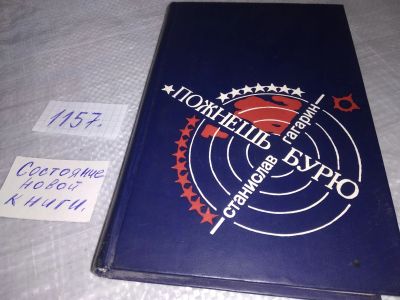 1157.
Состояние
новой
книги.
ПОЖНЕШЬ БУРЮ
станислав гагарин